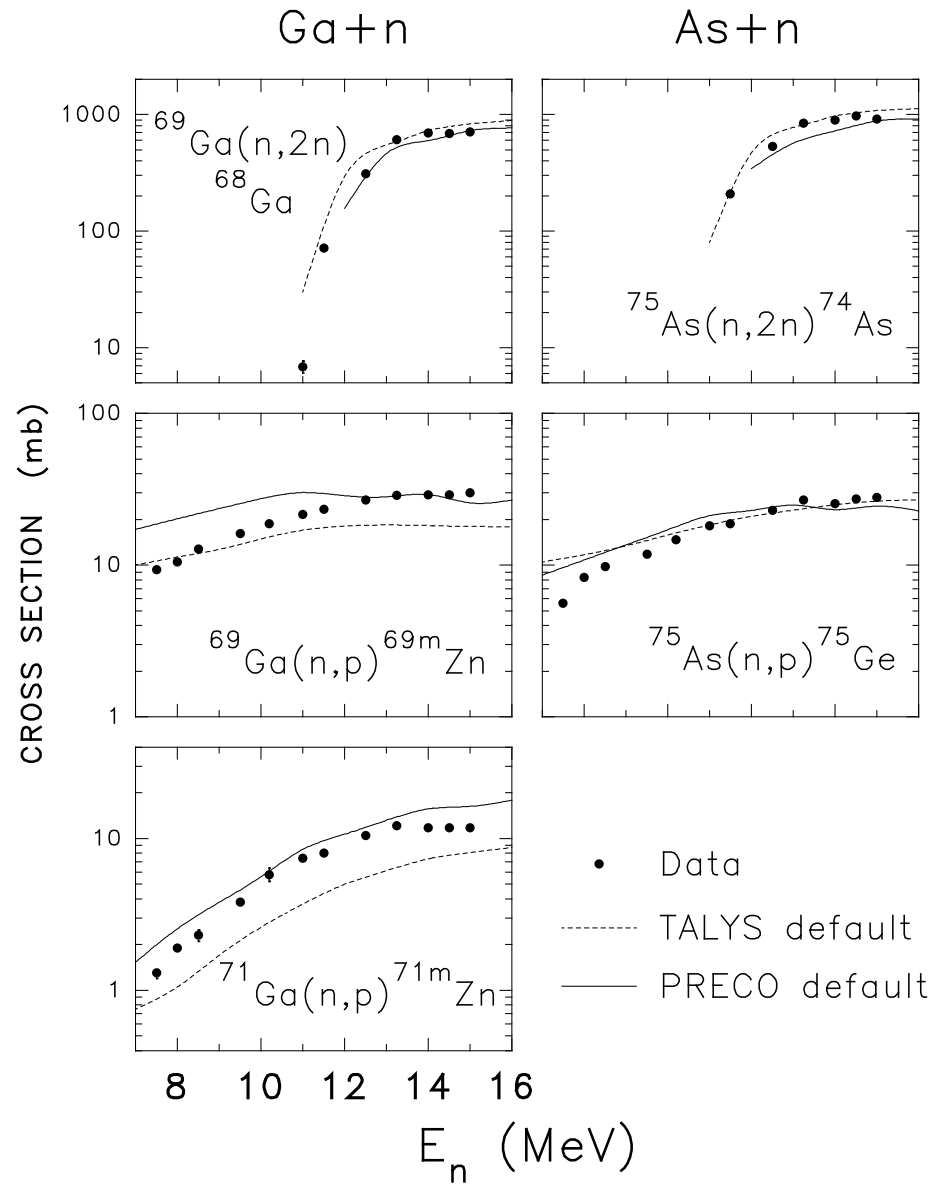 Ga+n
As+n
1000
100
10
⁶⁹Ga(n,2n)
⁶⁸Ga
⁷⁵As(n,2n)⁷⁴As
CROSS SECTION (mb)
100
10
1
⁶⁹Ga(n,p)⁶⁹ᵐZn
⁷⁵As(n,p)⁷⁵Ge
10
1
⁷¹Ga(n,p)⁷¹ᵐZn
Data
TALYS default
PRECO default
8 10 12 14 16
Eₙ (MeV)